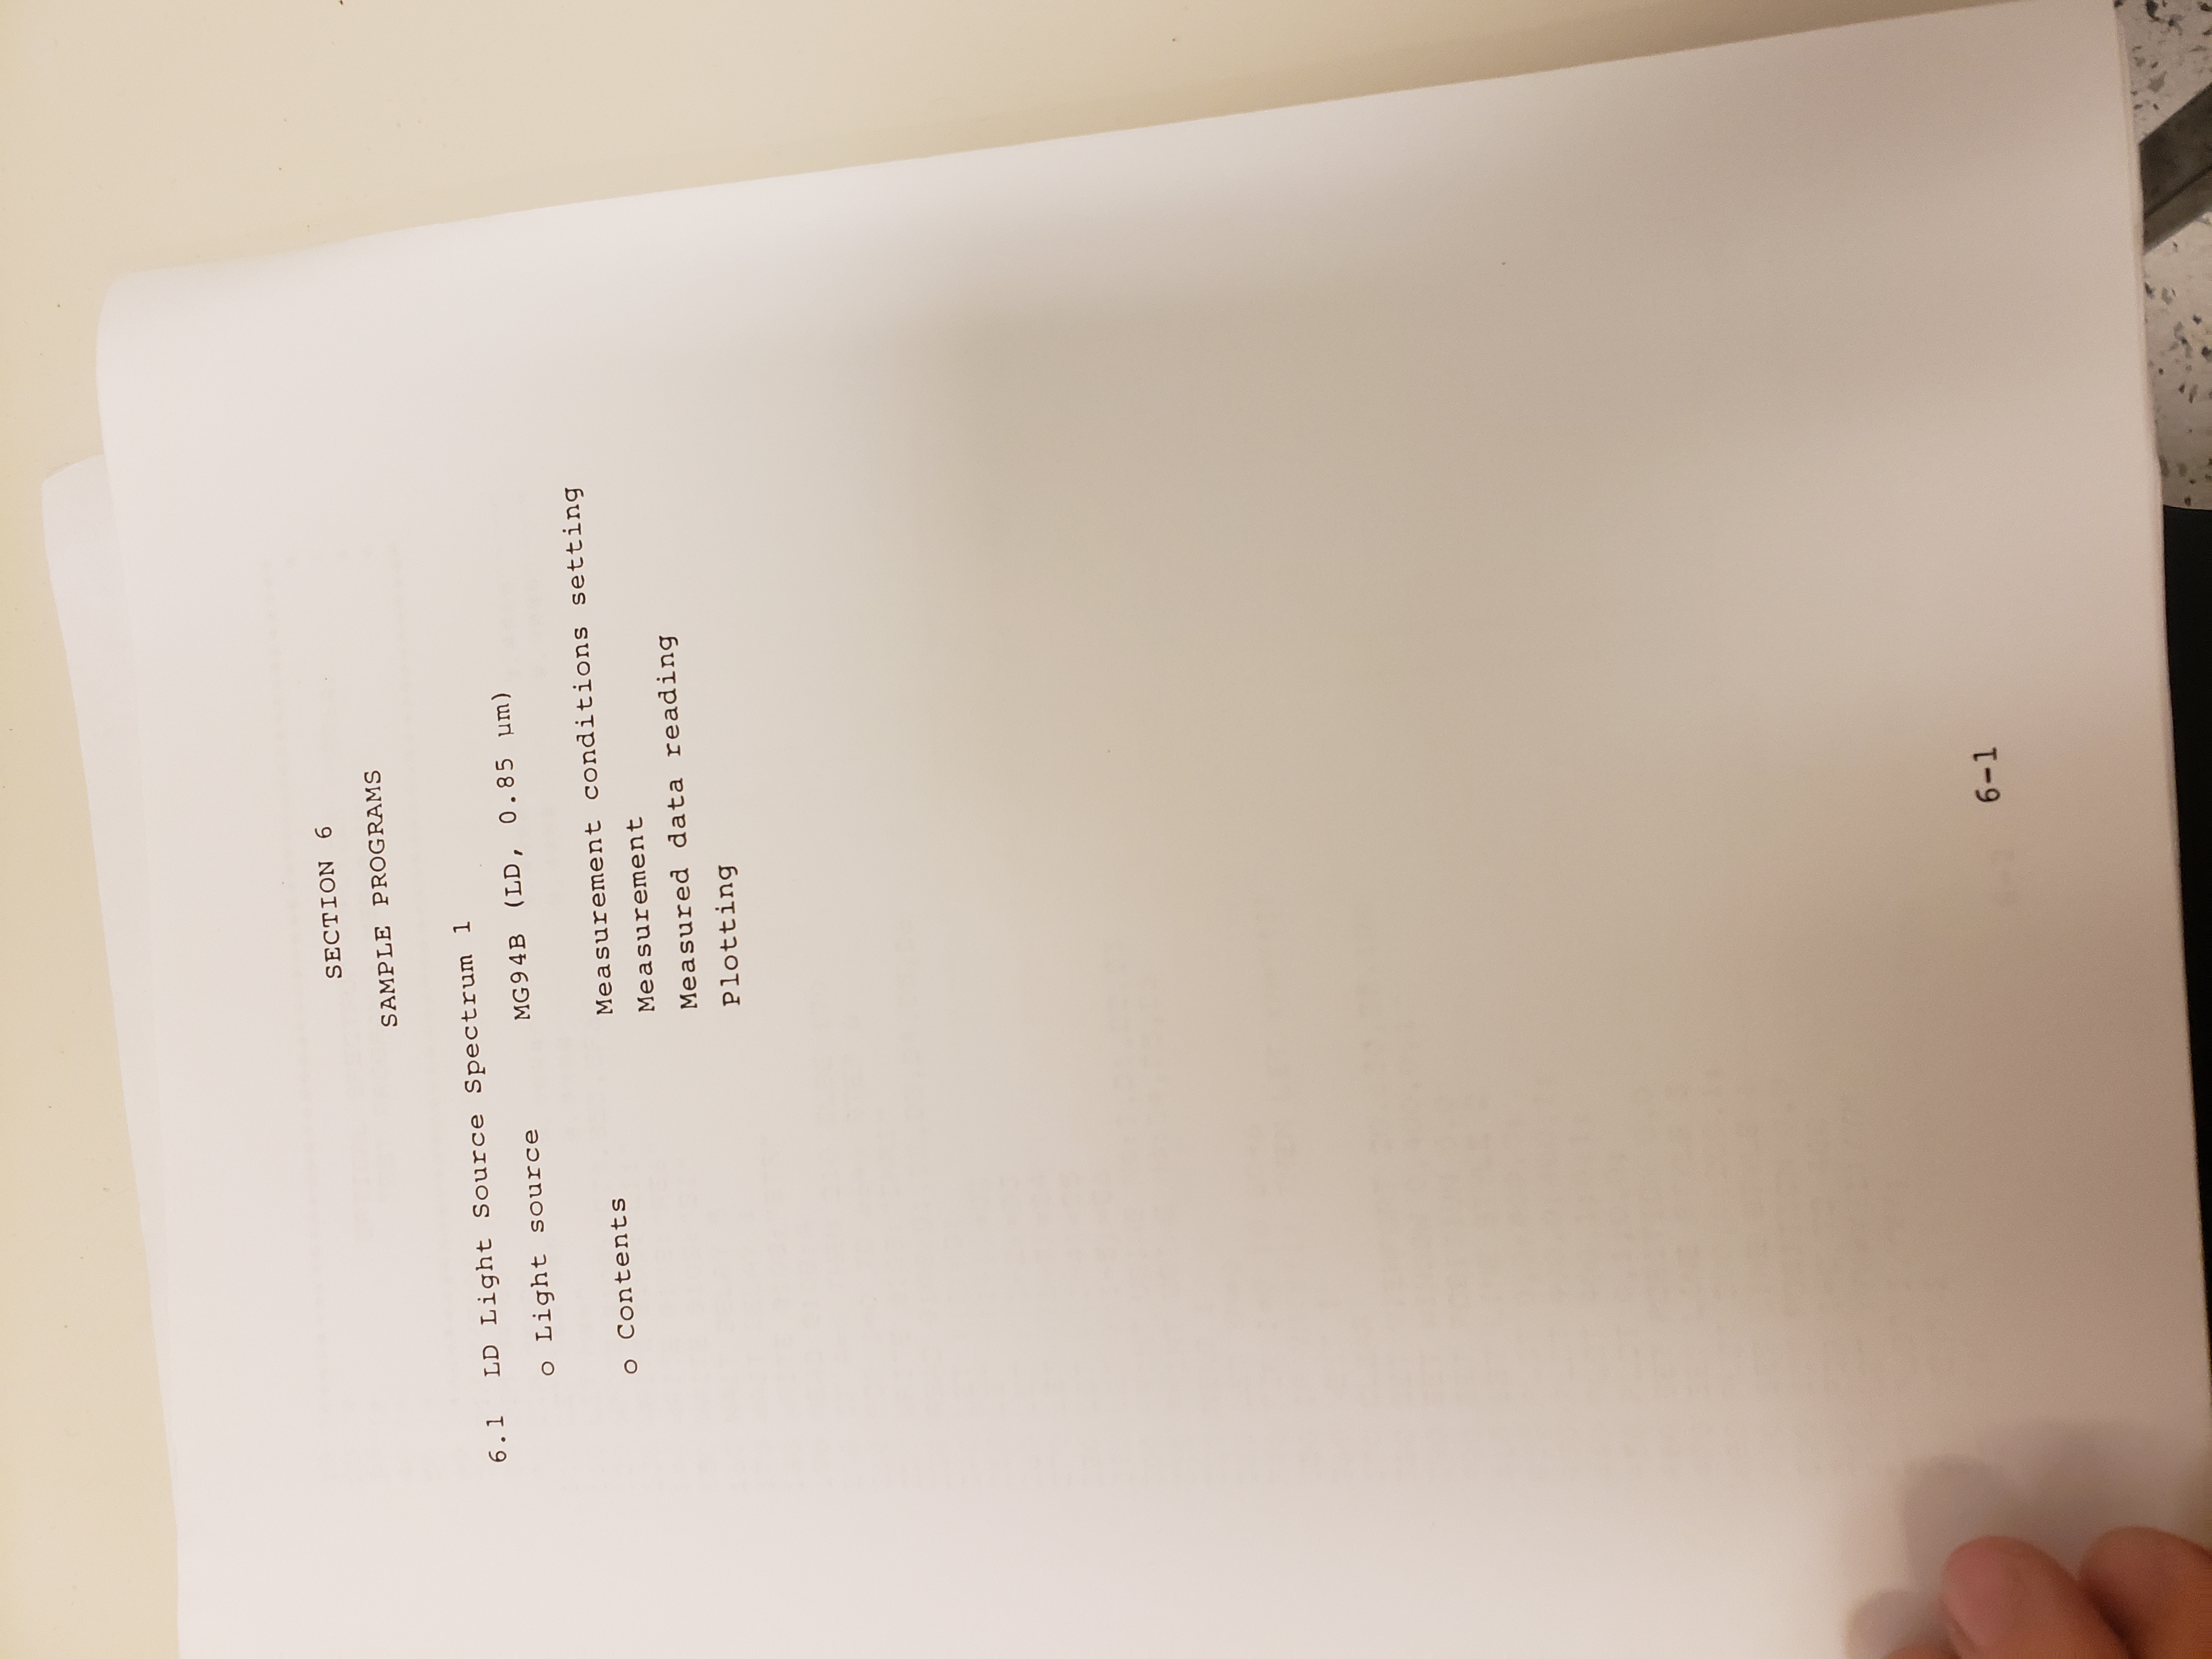 SECTION 6
SAMPLE PROGRAMS
6.1 LD Light Source Spectrum 1
o Light source MG94B (LD, 0.85 µm)
o Contents Measurement conditions setting
Measurement
Measured data reading
Plotting
6-1